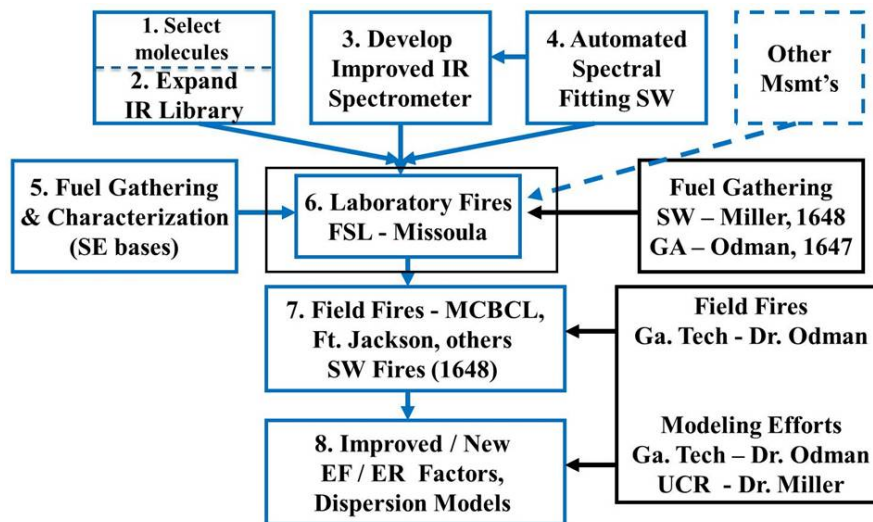 1. Select
molecules
2. Expand
IR Library
3. Develop
Improved IR
Spectrometer
4. Automated
Spectral
Fitting SW
Other
Msmt's
5. Fuel Gathering
& Characterization
(SE bases)
6. Laboratory Fires
FSL - Missoula
Fuel Gathering
SW – Miller, 1648
GA – Odman, 1647
7. Field Fires - MCBCL,
Ft. Jackson, others
SW Fires (1648)
Field Fires
Ga. Tech - Dr. Odman
8. Improved / New
EF / ER Factors,
Dispersion Models
Modeling Efforts
Ga. Tech – Dr. Odman
UCR - Dr. Miller